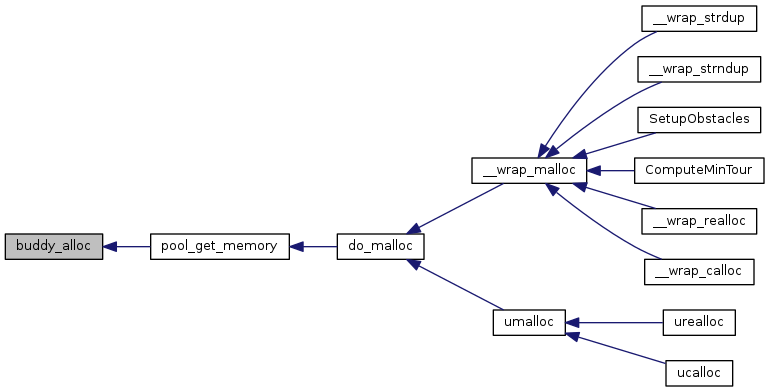 __wrap_strdup
__wrap_strndup
SetupObstacles
__wrap_malloc
ComputeMinTour
__wrap_realloc
buddy_alloc
pool_get_memory
do_malloc
__wrap_calloc
umalloc
urealloc
ucalloc